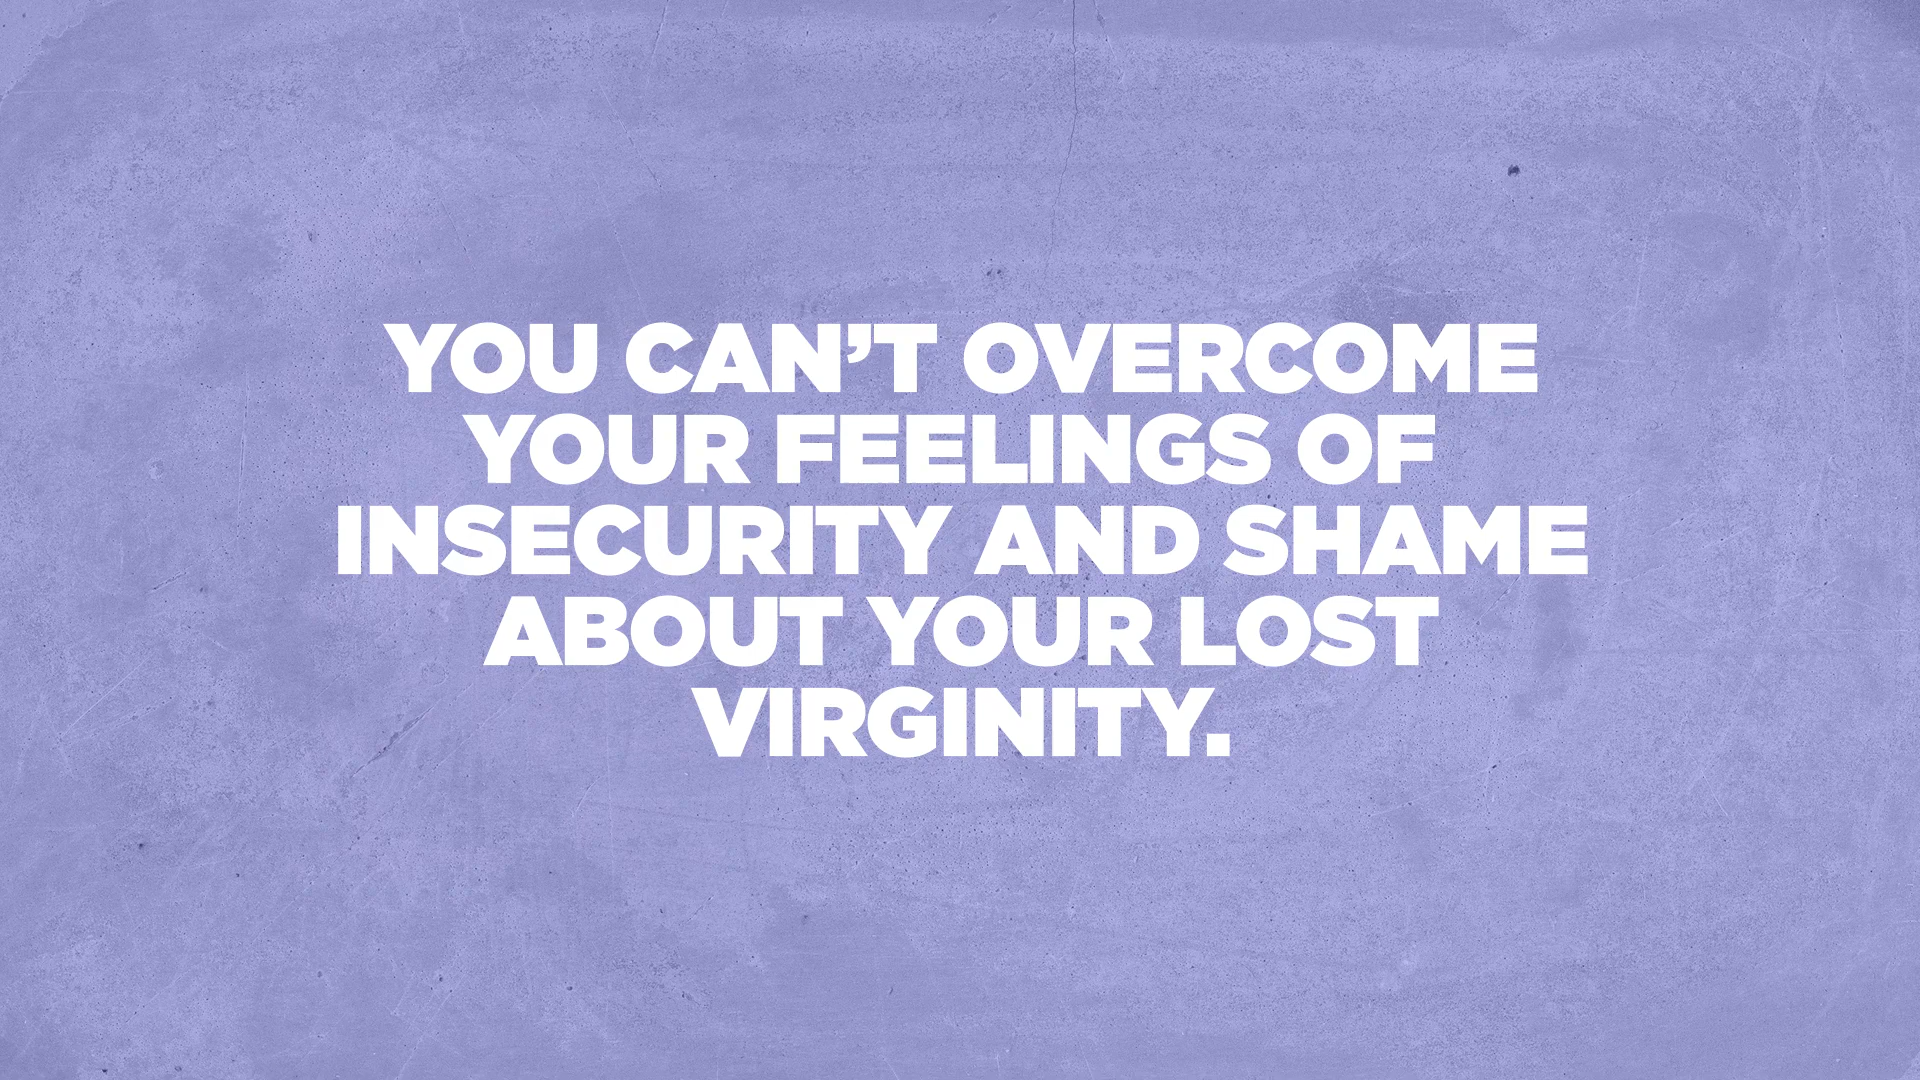 YOU CAN’T OVERCOME
YOUR FEELINGS OF
INSECURITY AND SHAME
ABOUT YOUR LOST
VIRGINITY.